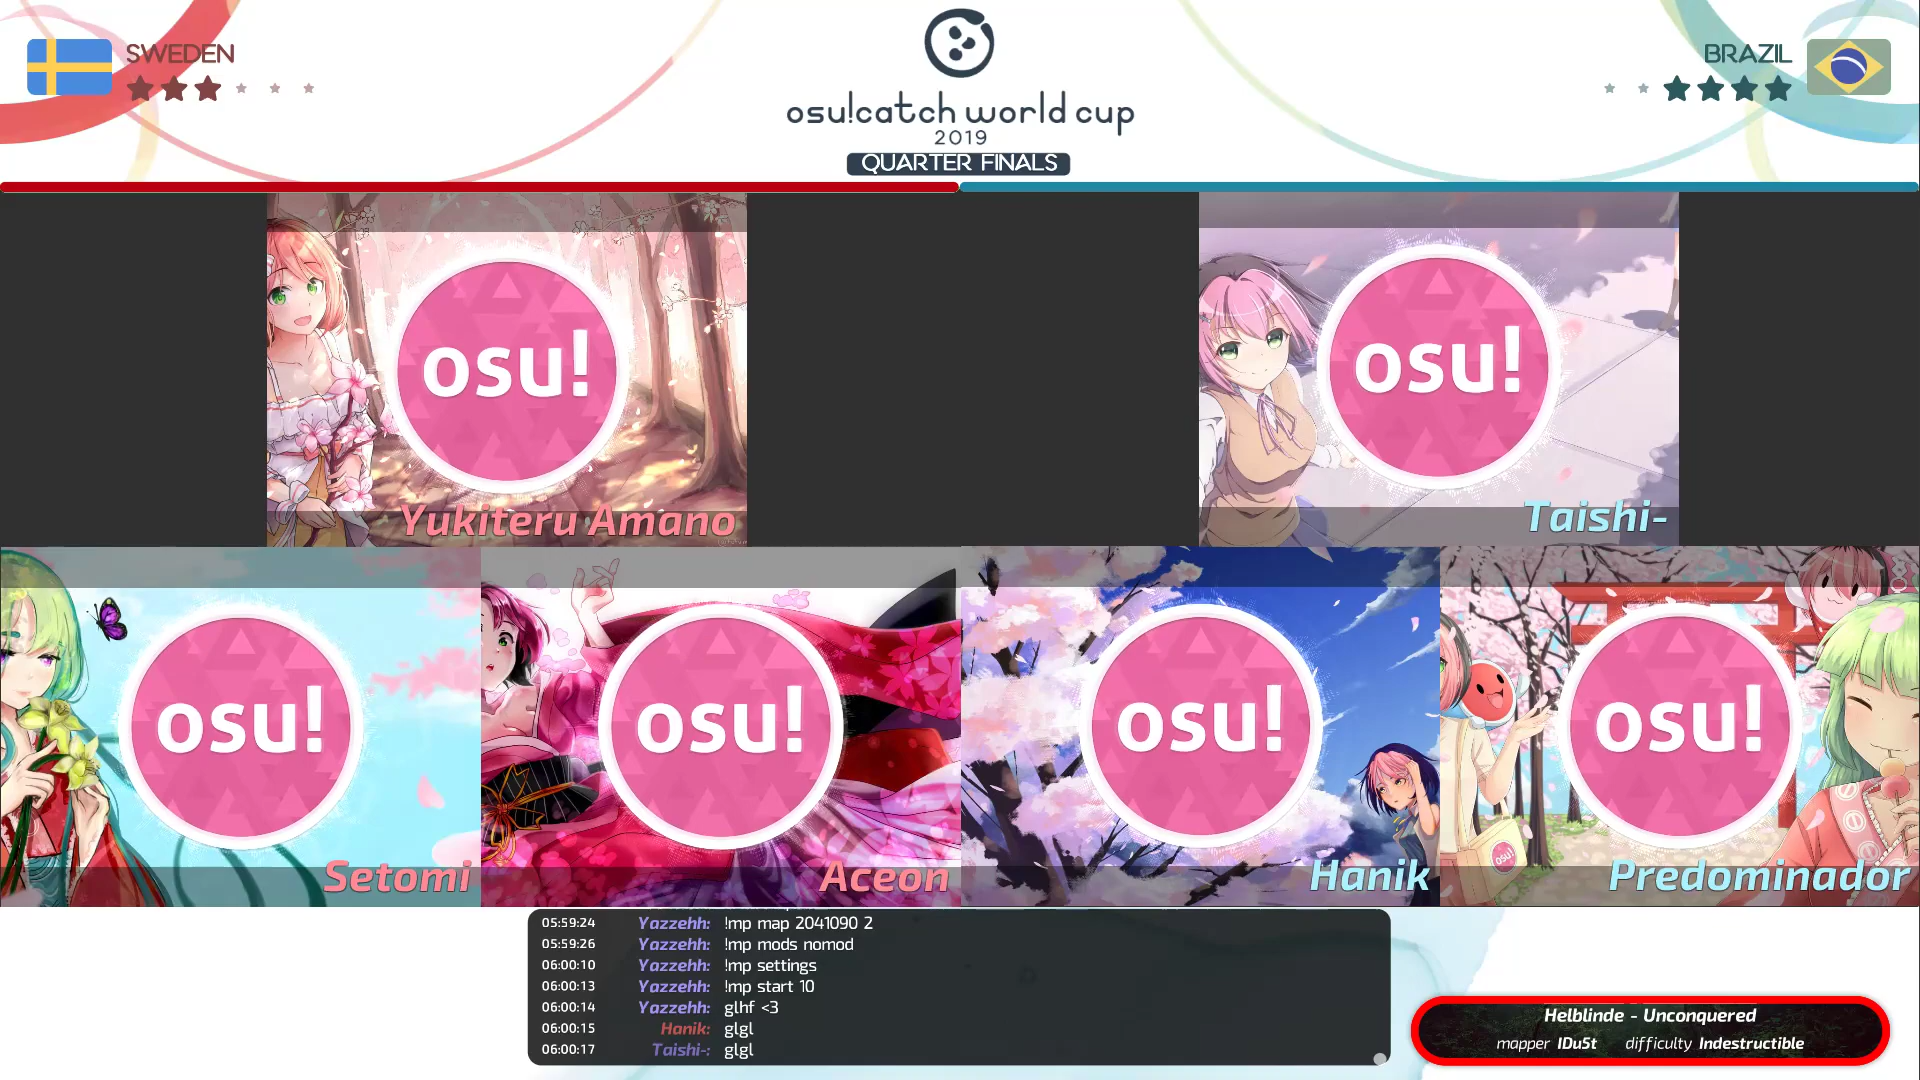 SWEDEN
BRAZIL
osu!catch world cup
2019
QUARTER FINALS
osu!
Yukiteru Amano
osu!
Taishi-
osu!
Setomi
osu!
Aceon
osu!
Hanik
osu!
Predominador
05:59:24 Yazzehh: !mp map 2041090 2
05:59:26 Yazzehh: !mp mods nomod
06:00:10 Yazzehh: !mp settings
06:00:13 Yazzehh: !mp start 10
06:00:14 Yazzehh: glhf <3
06:00:15 Hanik: glgl
06:00:17 Taishi-: glgl
Helblinde - Unconquered
mapper IDu5t difficulty Indestructible